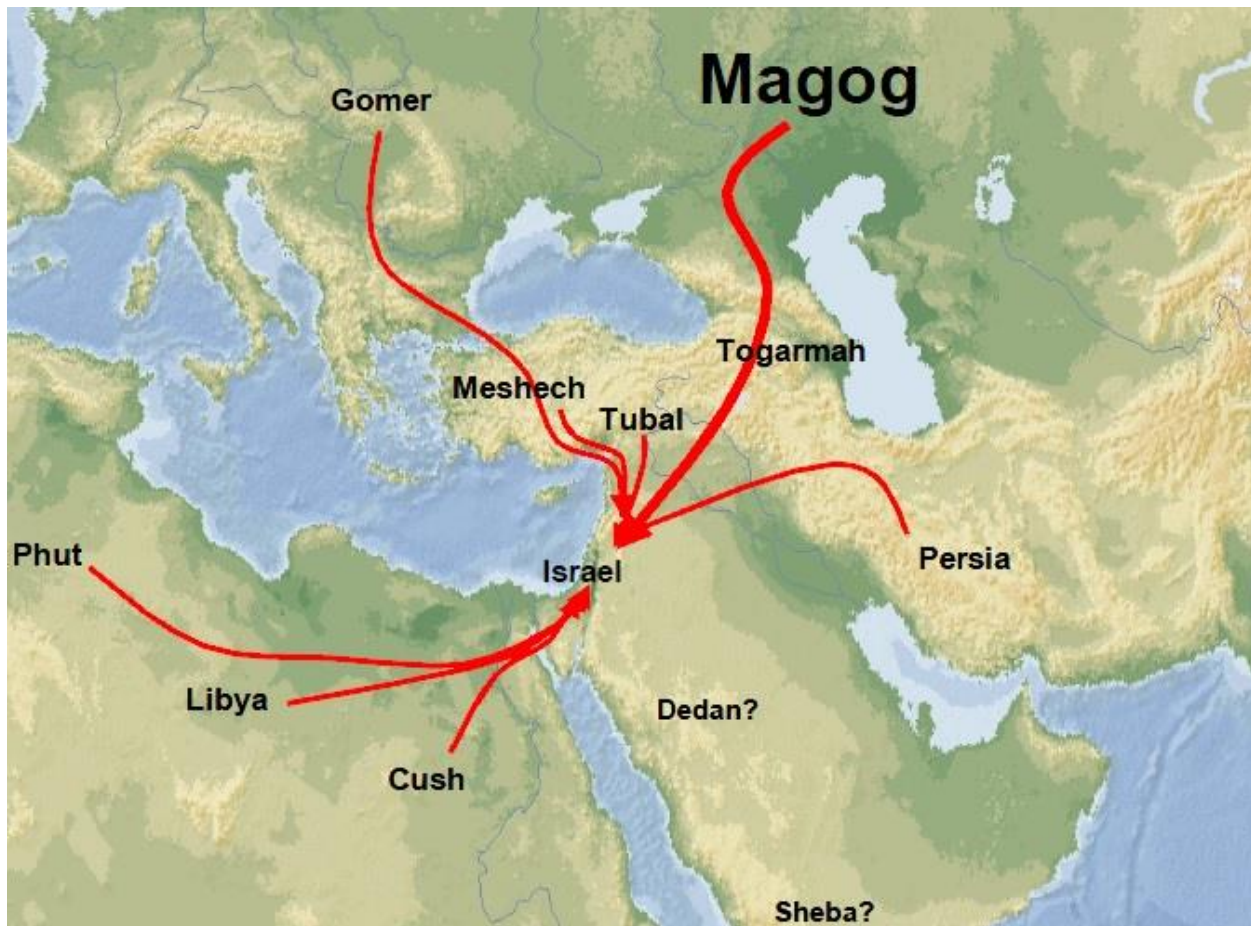 Magog
Gomer
Togarmah
Meshech
Tubal
Phut
Israel
Persia
Libya
Dedan?
Cush
Sheba?